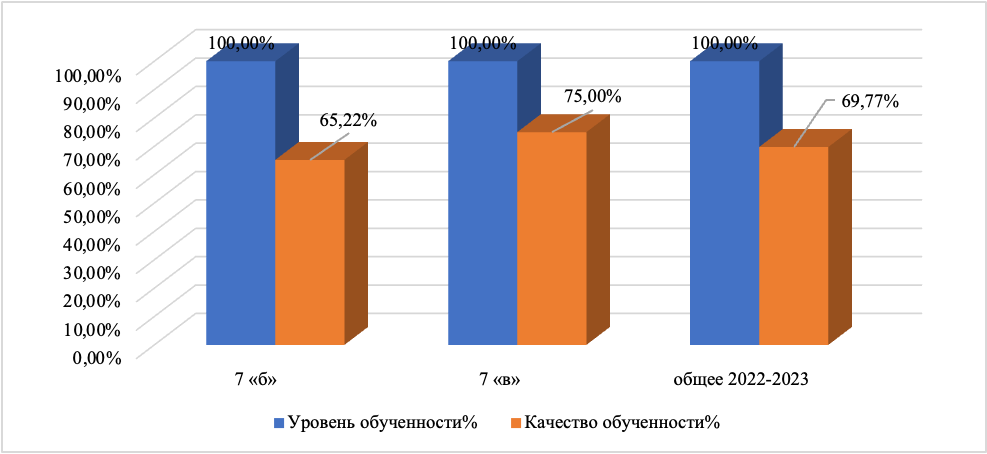 100,00% 100,00% 100,00%
65,22% 75,00% 69,77%
100,00%
90,00%
80,00%
70,00%
60,00%
50,00%
40,00%
30,00%
20,00%
10,00%
0,00%
7 «б» 7 «в» общее 2022-2023
Уровень обученности% Качество обученности%